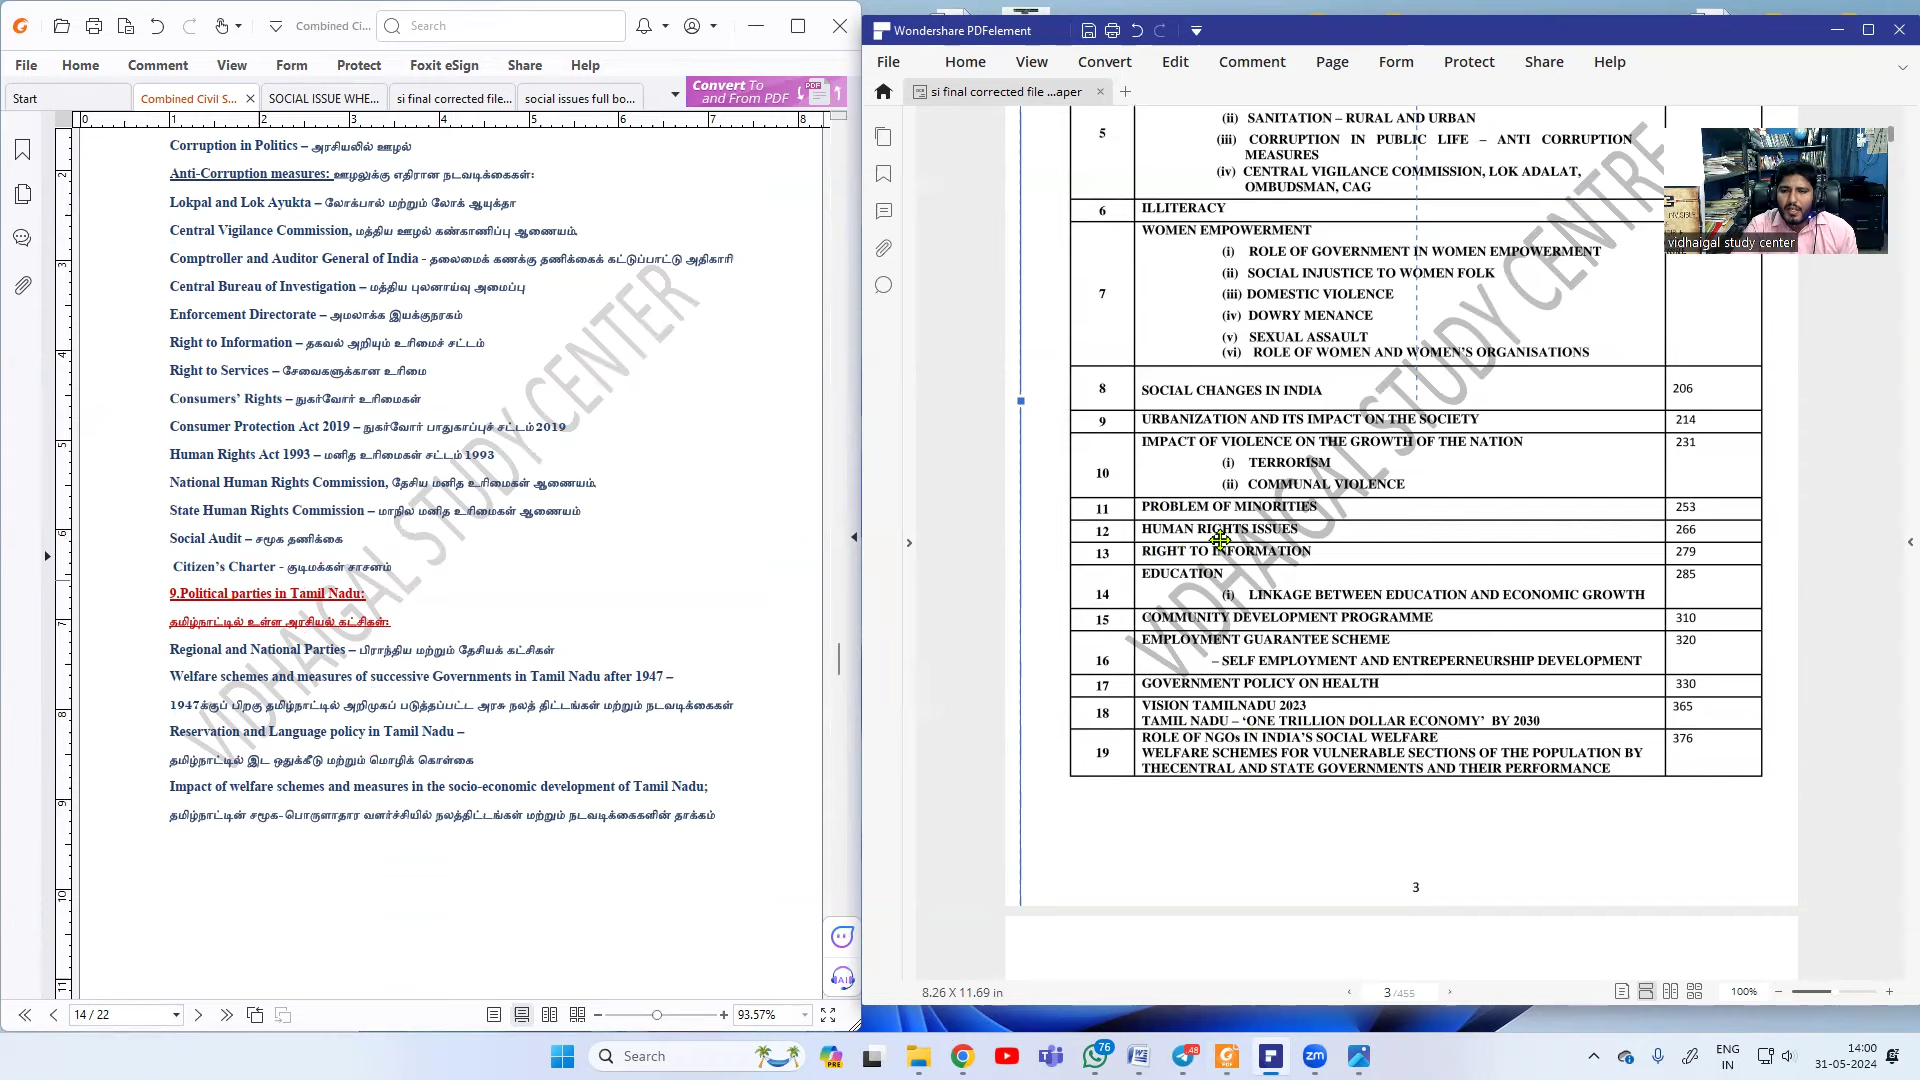 Combined Ci...
Search
File Home Comment View Form Protect Foxit eSign Share Help
Start
Combined Civil S...
SOCIAL ISSUE WHE...
si final corrected file...
social issues full bo...
Convert To
and From PDF
Corruption in Politics – அரசியலில் ஊழல்
Anti-Corruption measures: ஊழலுக்கு எதிரான நடவடிக்கைகள்:
Lokpal and Lok Ayukta – லோக்பால் மற்றும் லோக் ஆயுக்தா
Central Vigilance Commission, மத்திய ஊழல் கண்காணிப்பு ஆணையம்.
Comptroller and Auditor General of India - தலைமைக் கணக்கு தணிக்கைக் கட்டுப்பாட்டு அதிகாரி
Central Bureau of Investigation – மத்திய புலனாய்வு அமைப்பு
Enforcement Directorate – அமலாக்க இயக்குநரகம்
Right to Information – தகவல் அறியும் உரிமைச் சட்டம்
Right to Services – சேவைகளுக்கான உரிமை
Consumers' Rights – நுகர்வோர் உரிமைகள்
Consumer Protection Act 2019 – நுகர்வோர் பாதுகாப்புச் சட்டம்2019
Human Rights Act 1993 – மனித உரிமைகள் சட்டம் 1993
National Human Rights Commission, தேசிய மனித உரிமைகள் ஆணையம்.
State Human Rights Commission – மாநில மனித உரிமைகள் ஆணையம்
Social Audit – சமூக தணிக்கை
Citizen's Charter - குடிமக்கள் சாசனம்
9.Political parties in Tamil Nadu:
தமிழ்நாட்டில் உள்ள அரசியல் கட்சிகள்:
Regional and National Parties – பிராந்திய மற்றும் தேசியக் கட்சிகள்
Welfare schemes and measures of successive Governments in Tamil Nadu after 1947 –
1947க்குப் பிறகு தமிழ்நாட்டில் அறிமுகப் படுத்தப்பட்ட அரசு நலத் திட்டங்கள் மற்றும் நடவடிக்கைகள்
Reservation and Language policy in Tamil Nadu –
தமிழ்நாட்டில் இட ஒதுக்கீடு மற்றும் மொழிக் கொள்கை
Impact of welfare schemes and measures in the socio-economic development of Tamil Nadu;
தமிழ்நாட்டின் சமூக-பொருளாதார வளர்ச்சியில் நலத்திட்டங்கள் மற்றும் நடவடிக்கைகளின் தாக்கம்
VIDHAIGAL STUDY CENTER
14 / 22
93.57%
Wondershare PDFelement
File Home View Convert Edit Comment Page Form Protect Share Help
si final corrected file ...aper
5
(ii) SANITATION – RURAL AND URBAN
(iii) CORRUPTION IN PUBLIC LIFE – ANTI CORRUPTION
MEASURES
(iv) CENTRAL VIGILANCE COMMISSION, LOK ADALAT,
OMBUDSMAN, CAG
6 ILLITERACY
7 WOMEN EMPOWERMENT
(i) ROLE OF GOVERNMENT IN WOMEN EMPOWERMENT
(ii) SOCIAL INJUSTICE TO WOMEN FOLK
(iii) DOMESTIC VIOLENCE
(iv) DOWRY MENANCE
(v) SEXUAL ASSAULT
(vi) ROLE OF WOMEN AND WOMEN'S ORGANISATIONS
8 SOCIAL CHANGES IN INDIA 206
9 URBANIZATION AND ITS IMPACT ON THE SOCIETY 214
10 IMPACT OF VIOLENCE ON THE GROWTH OF THE NATION 231
(i) TERRORISM
(ii) COMMUNAL VIOLENCE
11 PROBLEM OF MINORITIES 253
12 HUMAN RIGHTS ISSUES 266
13 RIGHT TO INFORMATION 279
14 EDUCATION 285
(i) LINKAGE BETWEEN EDUCATION AND ECONOMIC GROWTH
15 COMMUNITY DEVELOPMENT PROGRAMME 310
16 EMPLOYMENT GUARANTEE SCHEME 320
– SELF EMPLOYMENT AND ENTREPERNEURSHIP DEVELOPMENT
17 GOVERNMENT POLICY ON HEALTH 330
18 VISION TAMILNADU 2023 365
TAMIL NADU – 'ONE TRILLION DOLLAR ECONOMY' BY 2030
19 ROLE OF NGOs IN INDIA'S SOCIAL WELFARE 376
WELFARE SCHEMES FOR VULNERABLE SECTIONS OF THE POPULATION BY
THECENTRAL AND STATE GOVERNMENTS AND THEIR PERFORMANCE
3
VIDHAIGAL STUDY CENTRE
vidhaigal study center
8.26 X 11.69 in
3 /455
100%
Search
76
48
ENG
IN
14:00
31-05-2024